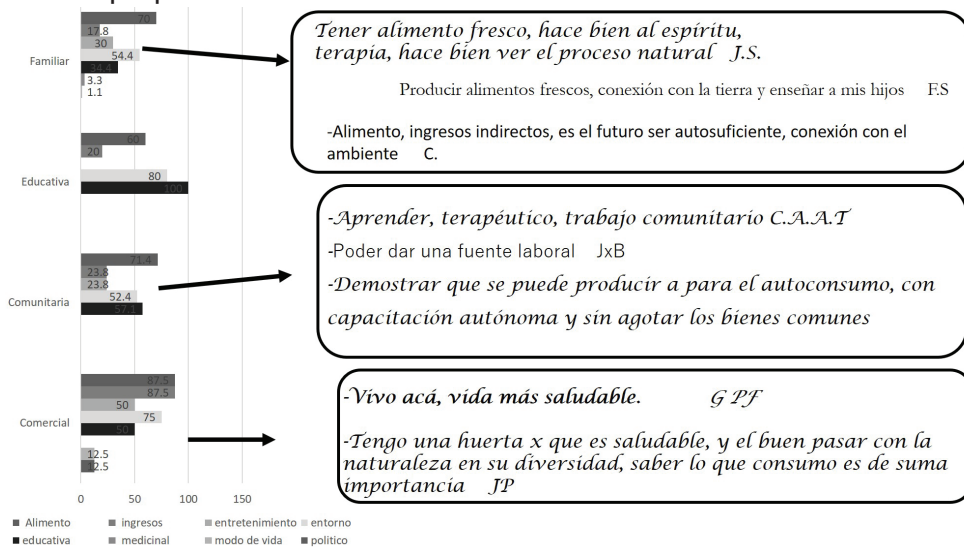 70
17.8
30
54.4
34.4
3.3
1.1
Familiar
60
20
80
100
Educativa
71.4
23.8
23.8
52.4
57.1
Comunitaria
87.5
87.5
50
75
50
12.5
12.5
Comercial
0 50 100 150
Alimento ingresos entretenimiento entorno
educativa medicinal modo de vida politico
Tener alimento fresco, hace bien al espíritu,
terapia, hace bien ver el proceso natural J.S.
Producir alimentos frescos, conexión con la tierra y enseñar a mis hijos F.S
-Alimento, ingresos indirectos, es el futuro ser autosuficiente, conexión con el
ambiente C.
-Aprender, terapéutico, trabajo comunitario C.A.A.T
-Poder dar una fuente laboral JxB
-Demostrar que se puede producir a para el autoconsumo, con
capacitación autónoma y sin agotar los bienes comunes
-Vivo acá, vida más saludable. G PF
-Tengo una huerta x que es saludable, y el buen pasar con la
naturaleza en su diversidad, saber lo que consumo es de suma
importancia JP